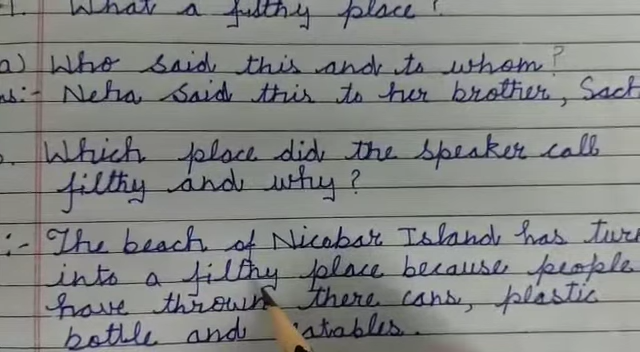 1. What a filthy place!
a) Who said this and to whom?
:- Neha said this to her brother,
Which place did the speaker call
filthy and why?
:- The beach of Nicobar Island has
into a filthy place because people
have thrown there cans, plastic
bottle and